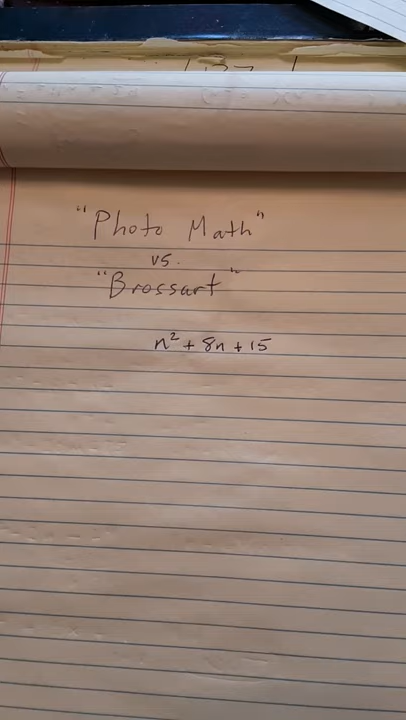 "Photo Math"
vs.
"Brossart"
n² + 8n + 15